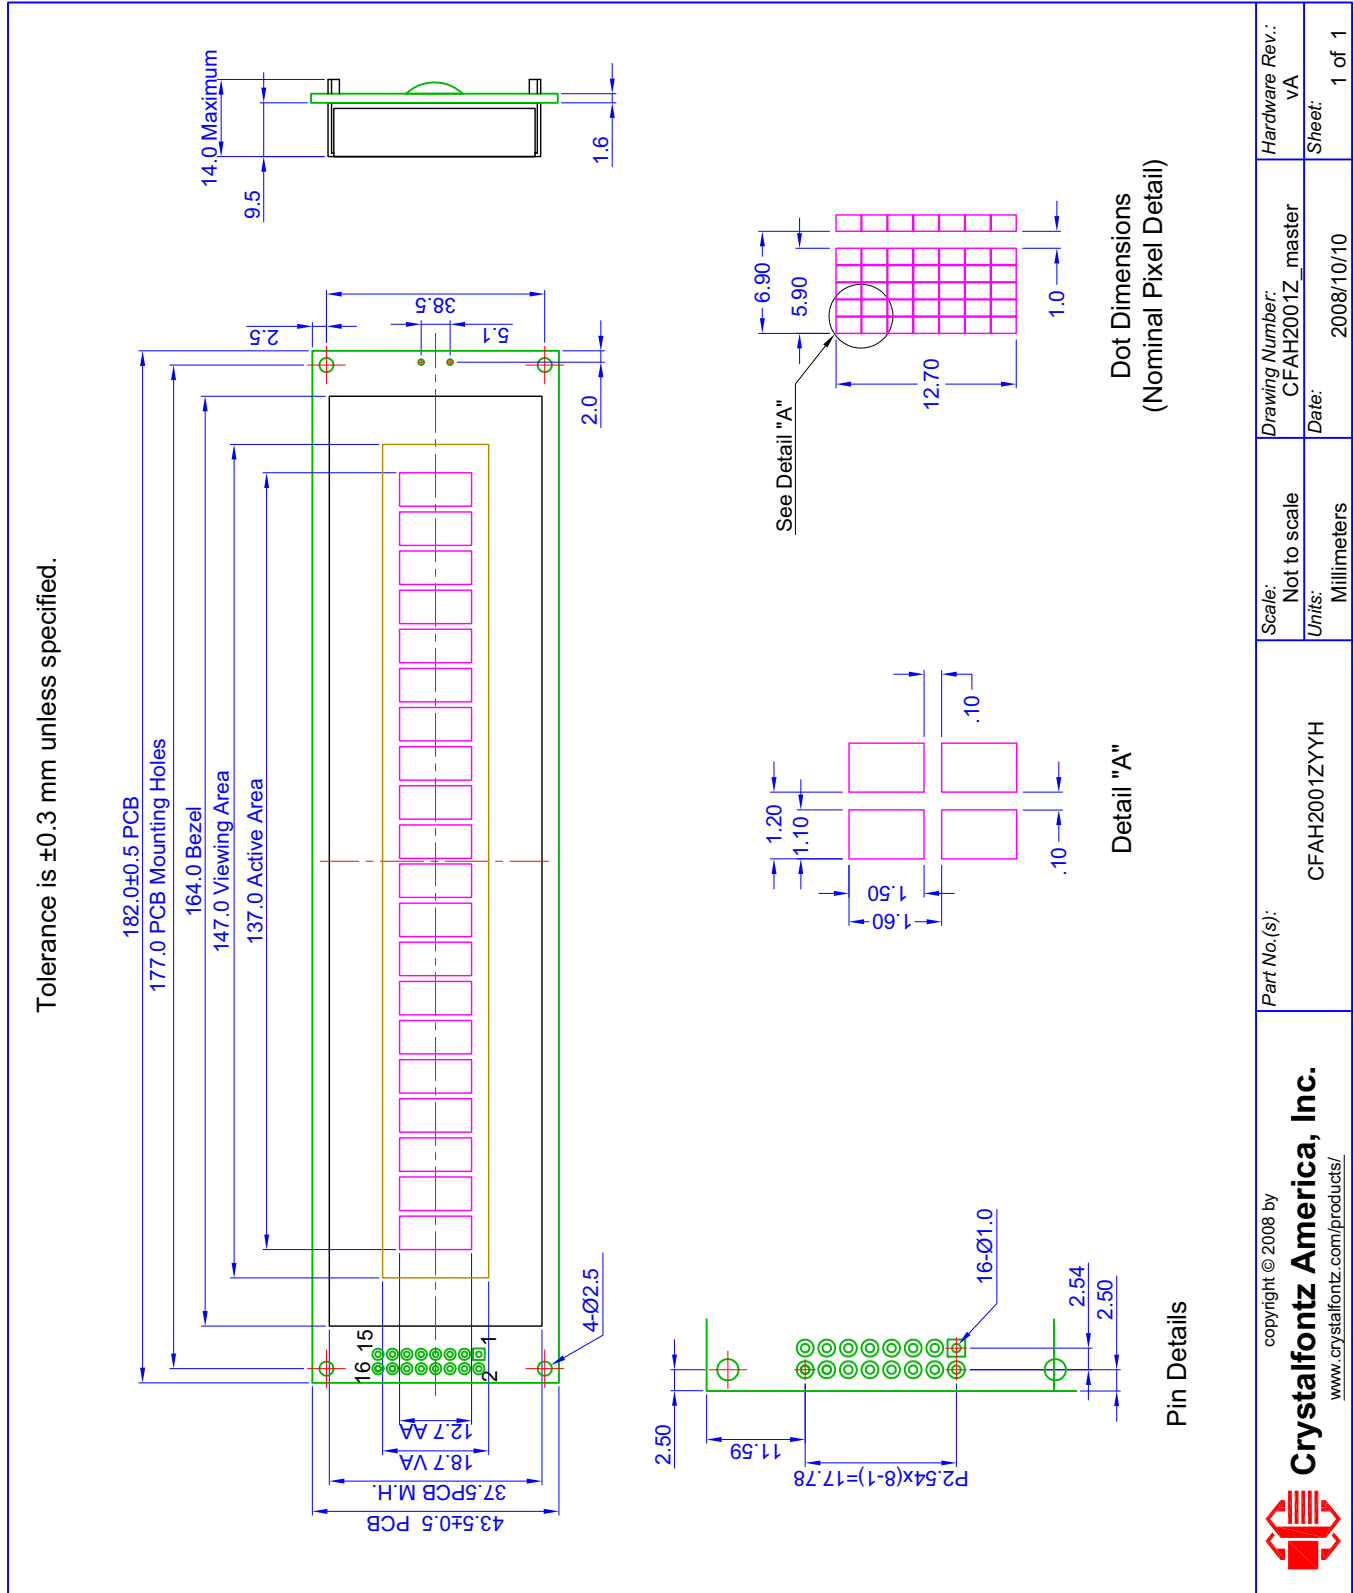 Tolerance is ±0.3 mm unless specified.
182.0±0.5 PCB
177.0 PCB Mounting Holes
164.0 Bezel
147.0 Viewing Area
137.0 Active Area
2.5
38.5
5.1
2.0
43.5±0.5 PCB
37.5PCB M.H.
18.7 VA
12.7 AA
16
15
2
1
4-Ø2.5
14.0 Maximum
9.5
1.6
2.50
11.59
P2.54x(8-1)=17.78
16-Ø1.0
2.54
2.50
Pin Details
1.20
1.10
1.50
1.60
.10
.10
Detail "A"
See Detail "A"
6.90
5.90
12.70
1.0
Dot Dimensions
(Nominal Pixel Detail)
copyright © 2008 by
Crystalfontz America, Inc.
www.crystalfontz.com/products/
Part No.(s):
CFAH2001ZYYH
Scale:
Not to scale
Units:
Millimeters
Drawing Number:
CFAH2001Z_master
Date:
2008/10/10
Hardware Rev.:
vA
Sheet:
1 of 1